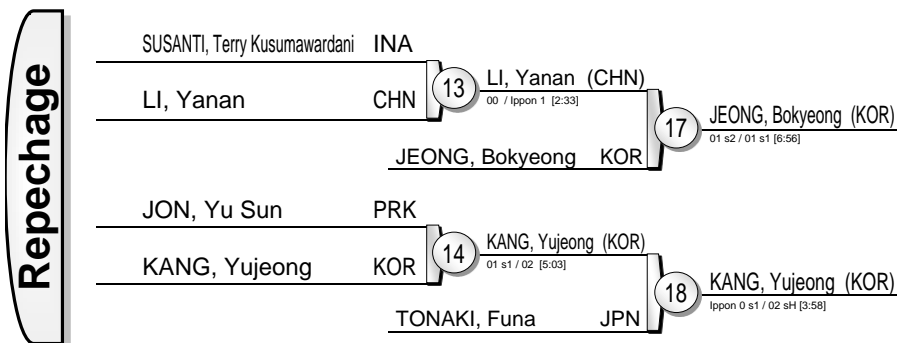 Repechage
SUSANTI, Terry Kusumawardani INA
LI, Yanan CHN
13
LI, Yanan (CHN)
00 / Ippon 1 [2:33]
JEONG, Bokyeong KOR
17
JEONG, Bokyeong (KOR)
01 s2 / 01 s1 [6:56]
JON, Yu Sun PRK
KANG, Yujeong KOR
14
KANG, Yujeong (KOR)
01 s1 / 02 [5:03]
TONAKI, Funa JPN
18
KANG, Yujeong (KOR)
Ippon 0 s1 / 02 sH [3:58]